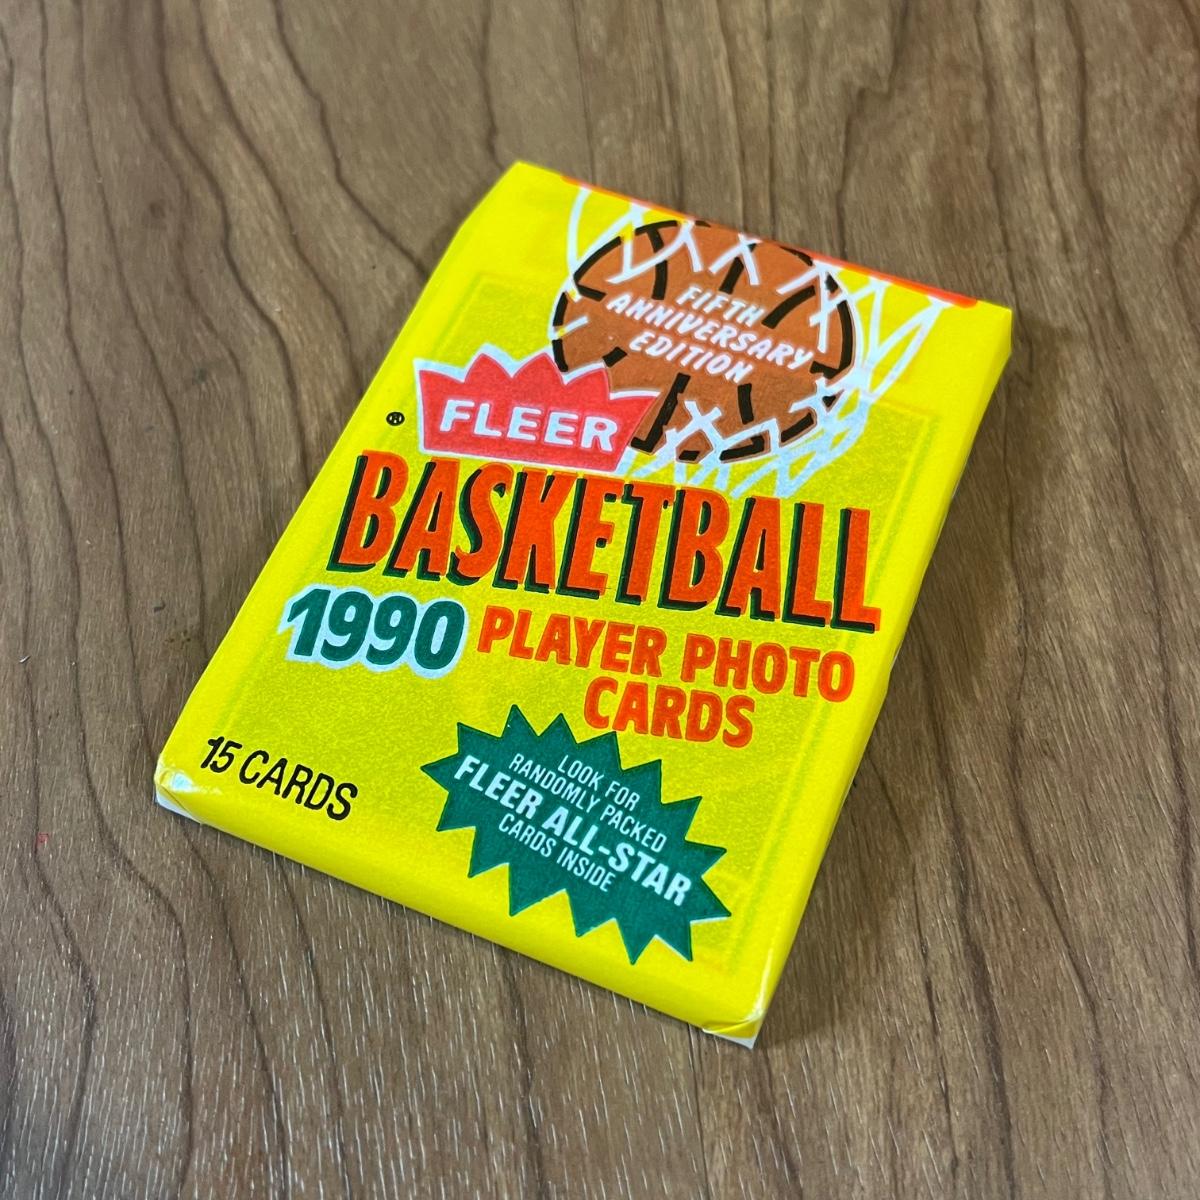 FIFTH
ANNIVERSARY
EDITION
FLEER
®
BASKETBALL
1990 PLAYER PHOTO
CARDS
15 CARDS
LOOK FOR
RANDOMLY PACKED
FLEER ALL-STAR
CARDS INSIDE